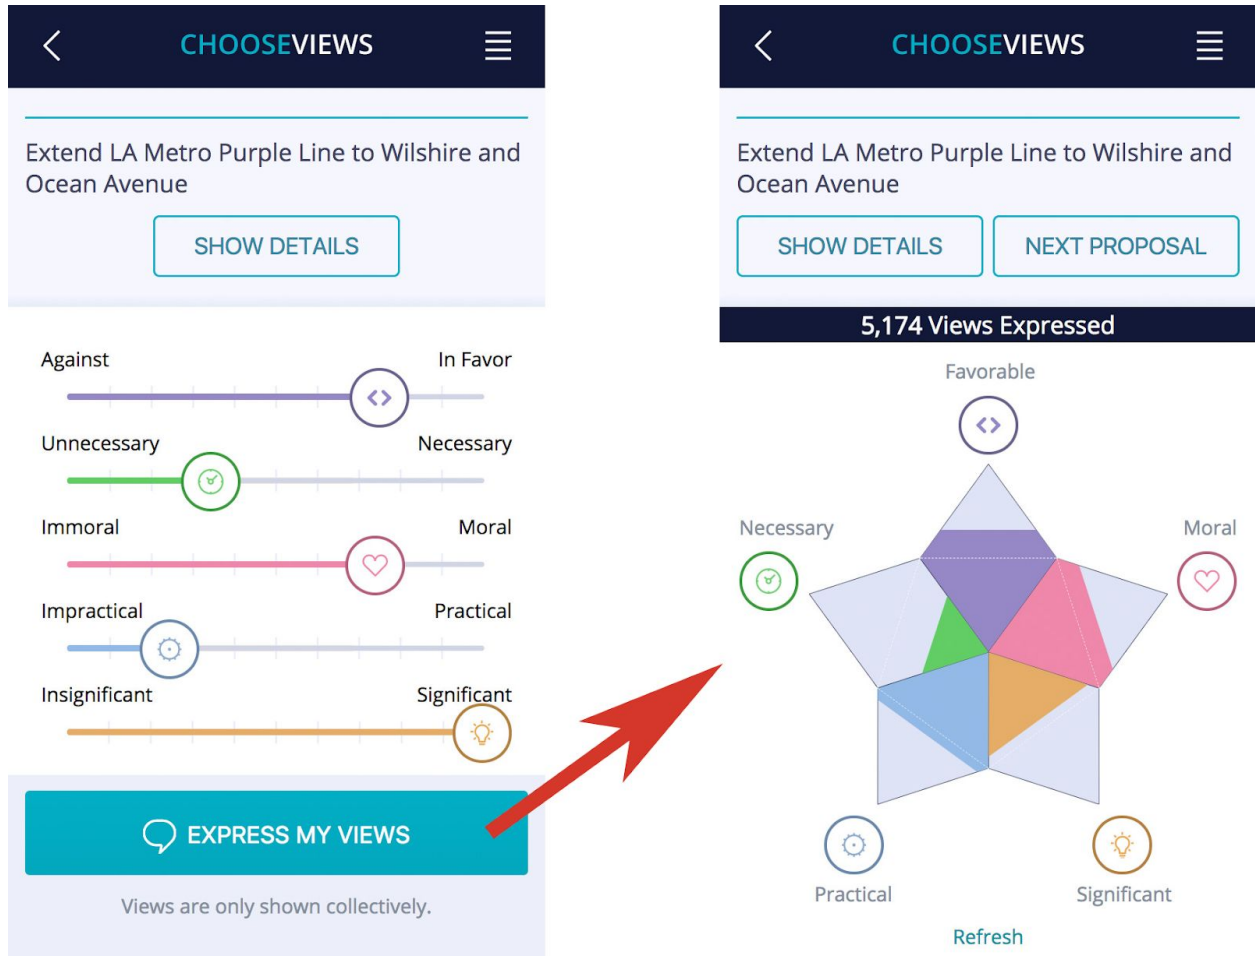 CHOOSEVIEWS
Extend LA Metro Purple Line to Wilshire and
Ocean Avenue
SHOW DETAILS
Against
In Favor
Unnecessary
Necessary
Immoral
Moral
Impractical
Practical
Insignificant
Significant
EXPRESS MY VIEWS
Views are only shown collectively.
CHOOSEVIEWS
Extend LA Metro Purple Line to Wilshire and
Ocean Avenue
SHOW DETAILS
NEXT PROPOSAL
5,174 Views Expressed
Favorable
Necessary
Moral
Practical
Significant
Refresh